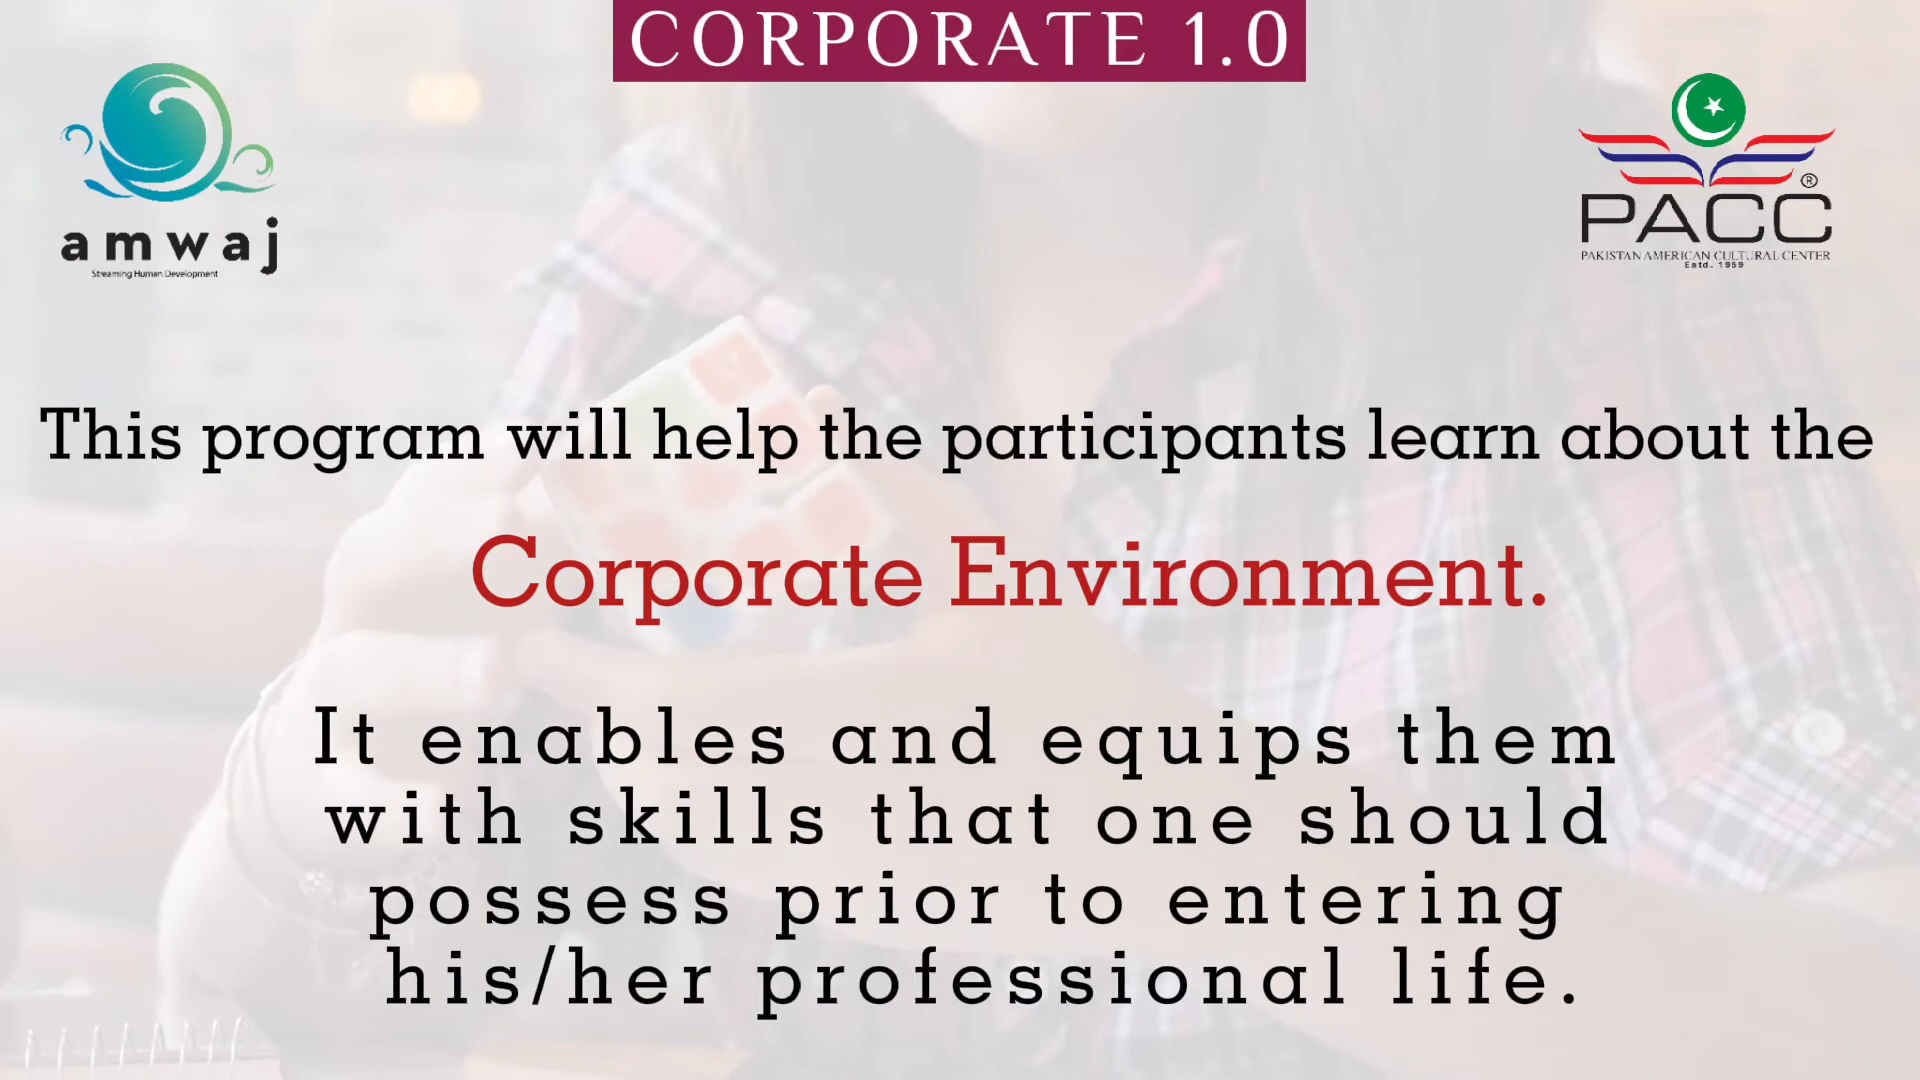 CORPORATE 1.0
amwaj
Streaming Human Development
®
PACC
PAKISTAN AMERICAN CULTURAL CENTER
Estd. 1959
This program will help the participants learn about the
Corporate Environment.
It enables and equips them
with skills that one should
possess prior to entering
his/her professional life.